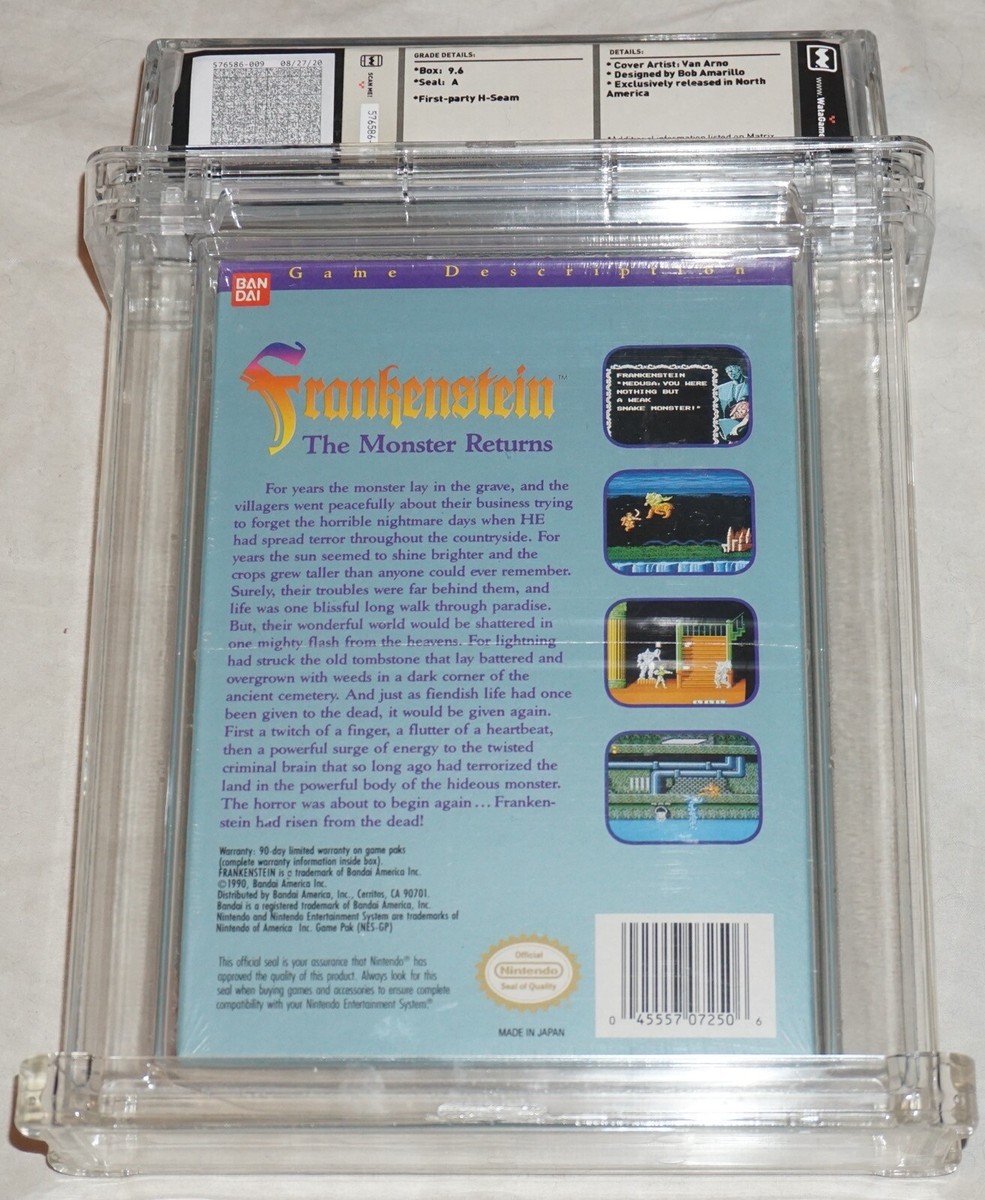 576586-009 08/27/20
SCAN ME!
576586-
GRADE DETAILS:
*Box: 9.6
*Seal: A
*First-party H-Seam
DETAILS:
* Cover Artist: Van Arno
* Designed by Bob Amarillo
* Exclusively released in North
America
*Additional information listed on Matrix
W
www.WataGame
BAN
DAI
Game Description
Frankenstein™
The Monster Returns
For years the monster lay in the grave, and the
villagers went peacefully about their business trying
to forget the horrible nightmare days when HE
had spread terror throughout the countryside. For
years the sun seemed to shine brighter and the
crops grew taller than anyone could ever remember.
Surely, their troubles were far behind them, and
life was one blissful long walk through paradise.
But, their wonderful world would be shattered in
one mighty flash from the heavens. For lightning
had struck the old tombstone that lay battered and
overgrown with weeds in a dark corner of the
ancient cemetery. And just as fiendish life had once
been given to the dead, it would be given again.
First a twitch of a finger, a flutter of a heartbeat,
then a powerful surge of energy to the twisted
criminal brain that so long ago had terrorized the
land in the powerful body of the hideous monster.
The horror was about to begin again ... Franken-
stein had risen from the dead!
FRANKENSTEIN
"MEDUSA: YOU WERE
NOTHING BUT
A WEAK
SNAKE MONSTER!"
Warranty: 90-day limited warranty on game paks
(complete warranty information inside box).
FRANKENSTEIN is a trademark of Bandai America Inc.
©1990, Bandai America Inc.
Distributed by Bandai America, Inc., Cerritos, CA 90701.
Bandai is a registered trademark of Bandai America, Inc.
Nintendo and Nintendo Entertainment System are trademarks of
Nintendo of America Inc. Game Pak (NES-GP)
This official seal is your assurance that Nintendo® has
approved the quality of this product. Always look for this
seal when buying games and accessories to ensure complete
compatibility with your Nintendo Entertainment System®
Official
Nintendo
Seal of Quality
MADE IN JAPAN
0 45557 07250 6